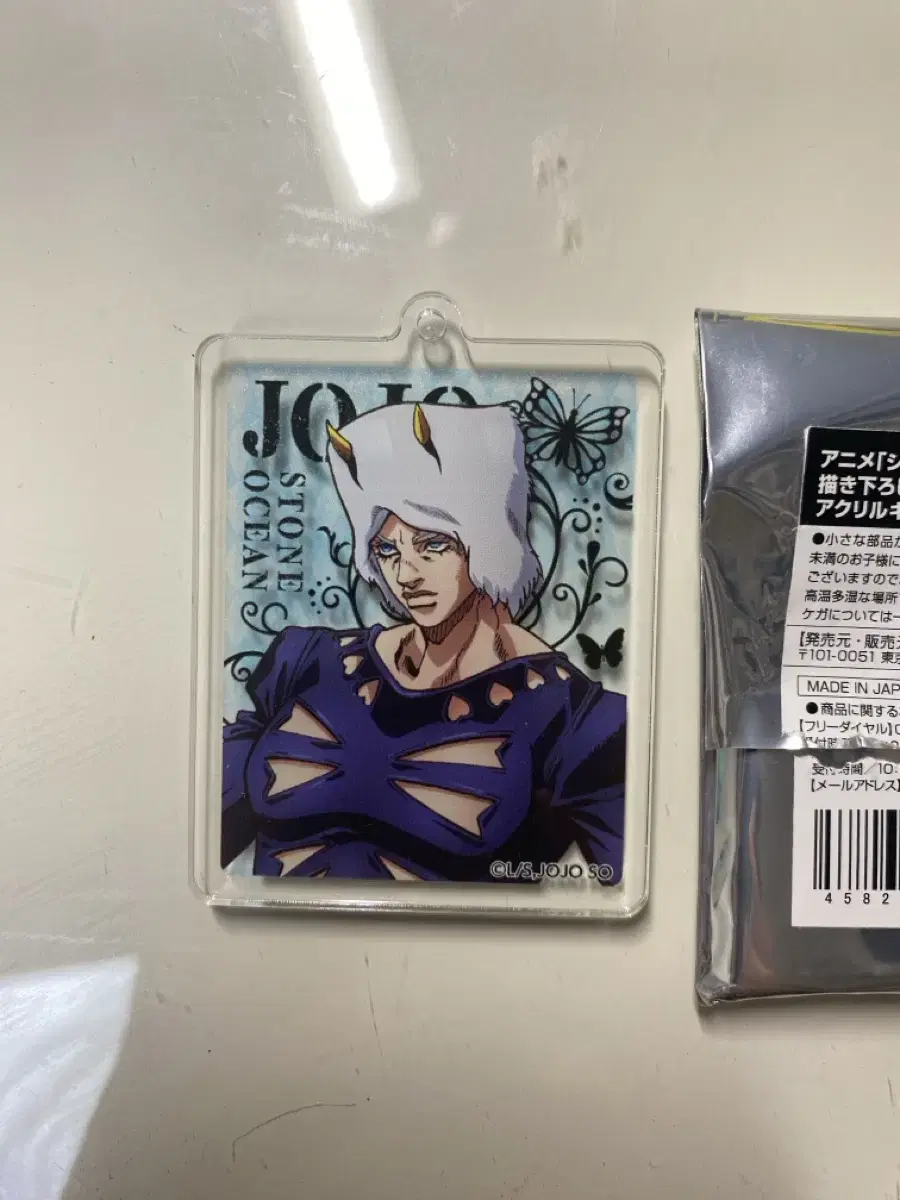 JOJO
STONE
OCEAN
©L/S,JOJO SO
アニメ「シ
描き下ろ
アクリルキ
●小さな部品が
未満のお子様に
ございますので
高温多湿な場所
ケガについては一
【発売元・販売元
〒101-0051 東京
MADE IN JAP
●商品に関する
【フリーダイヤル】0
受付時間／10:
【メールアドレス】
4582